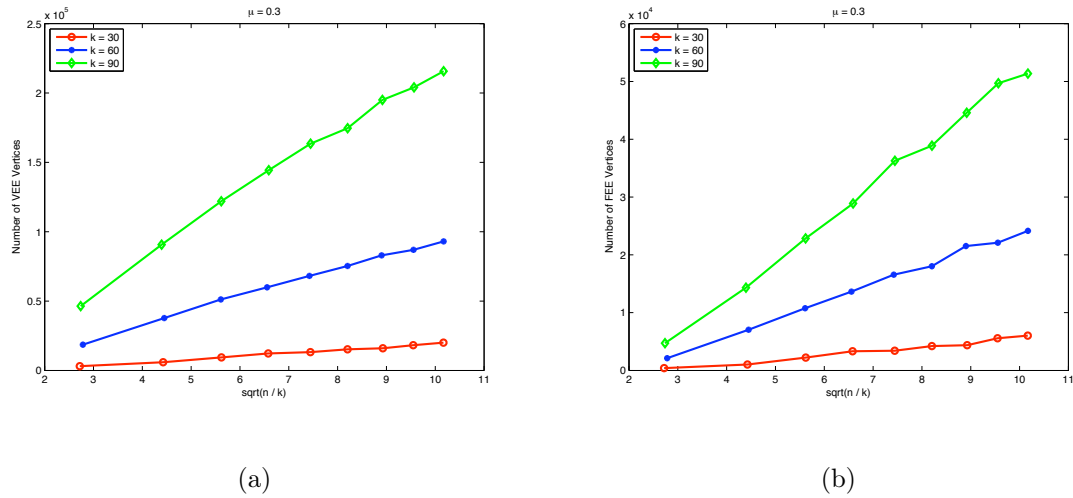 μ = 0.3
x 10^5
2.5
2
1.5
1
0.5
0
Number of VEE Vertices
k = 30
k = 60
k = 90
2 3 4 5 6 7 8 9 10 11
sqrt(n / k)
(a)
μ = 0.3
x 10^4
6
5
4
3
2
1
0
Number of FEE Vertices
k = 30
k = 60
k = 90
2 3 4 5 6 7 8 9 10 11
sqrt(n / k)
(b)